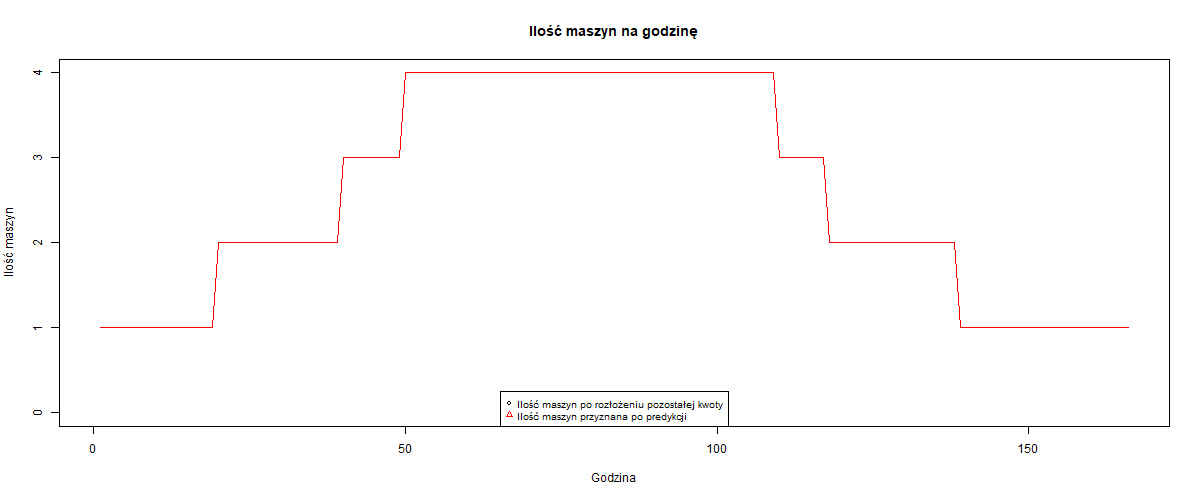 Ilość maszyn na godzinę
Ilość maszyn
4
3
2
1
0
Ilość maszyn po rozłożeniu pozostałej kwoty
Ilość maszyn przyznana po predykcji
0 50 100 150
Godzina